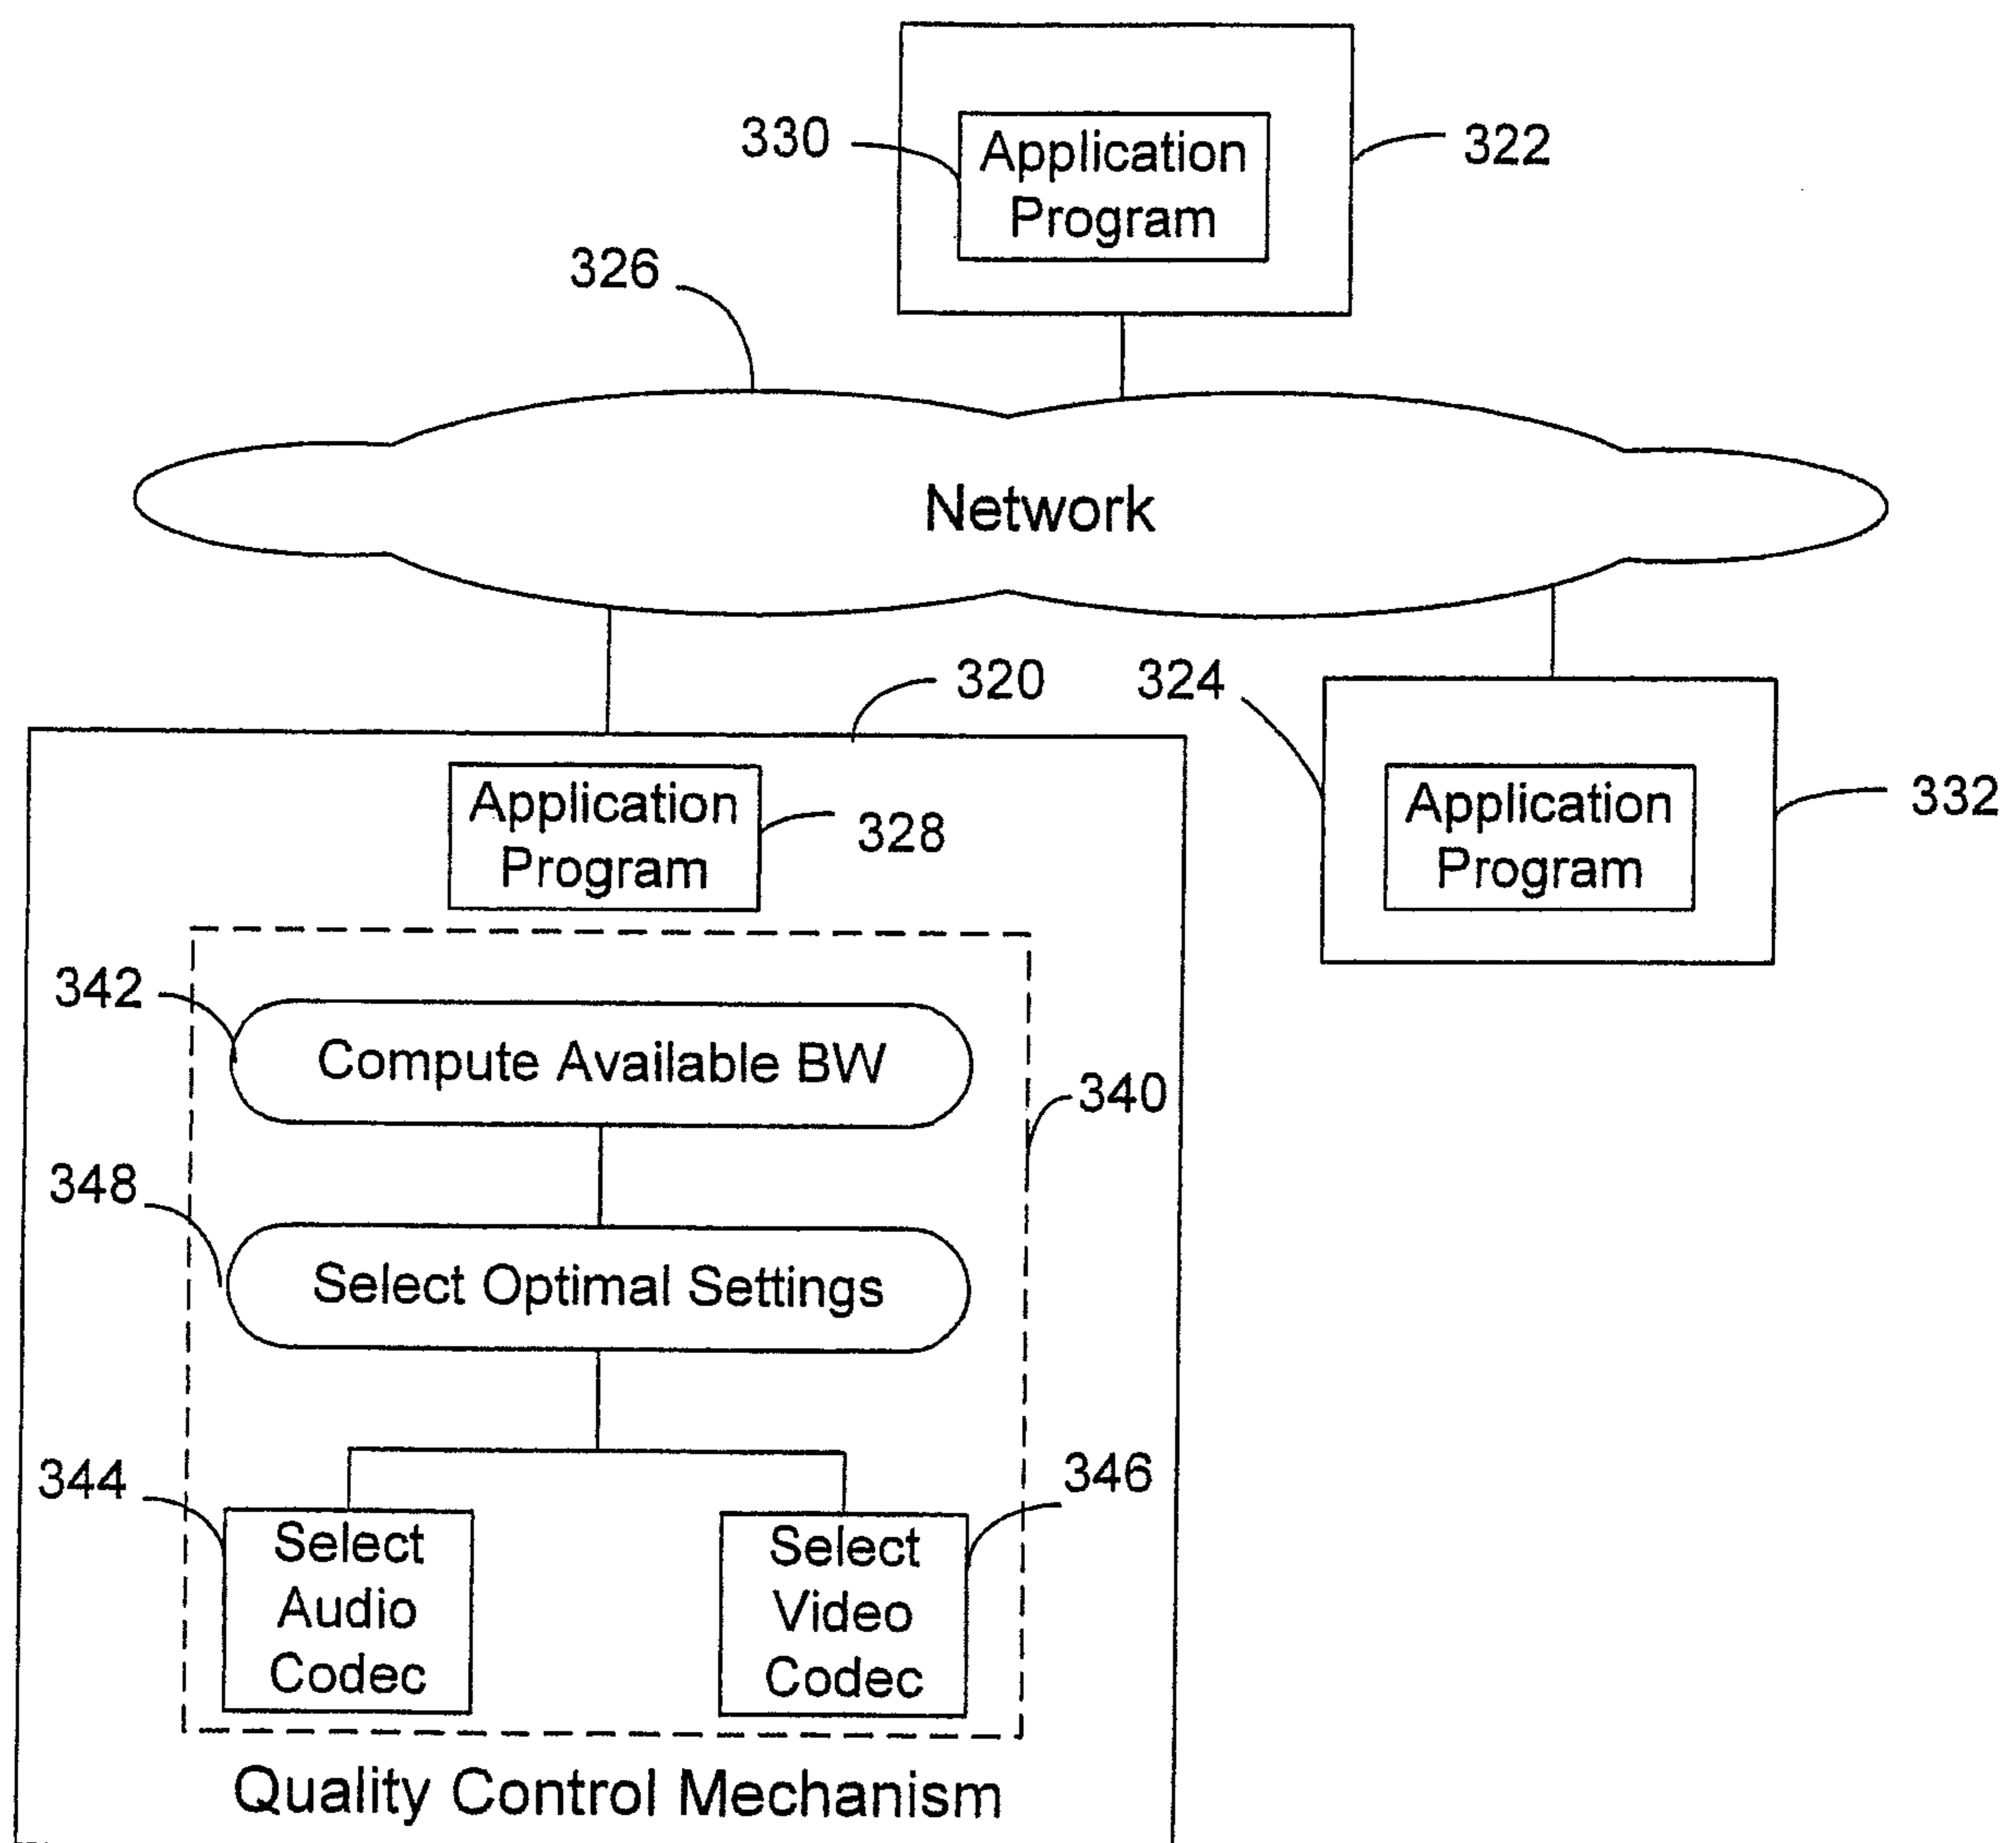 330
Application
Program
322
326
Network
320
324
Application
Program
328
Application
Program
332
342
Compute Available BW
340
348
Select Optimal Settings
344
346
Select
Audio
Codec
Select
Video
Codec
Quality Control Mechanism